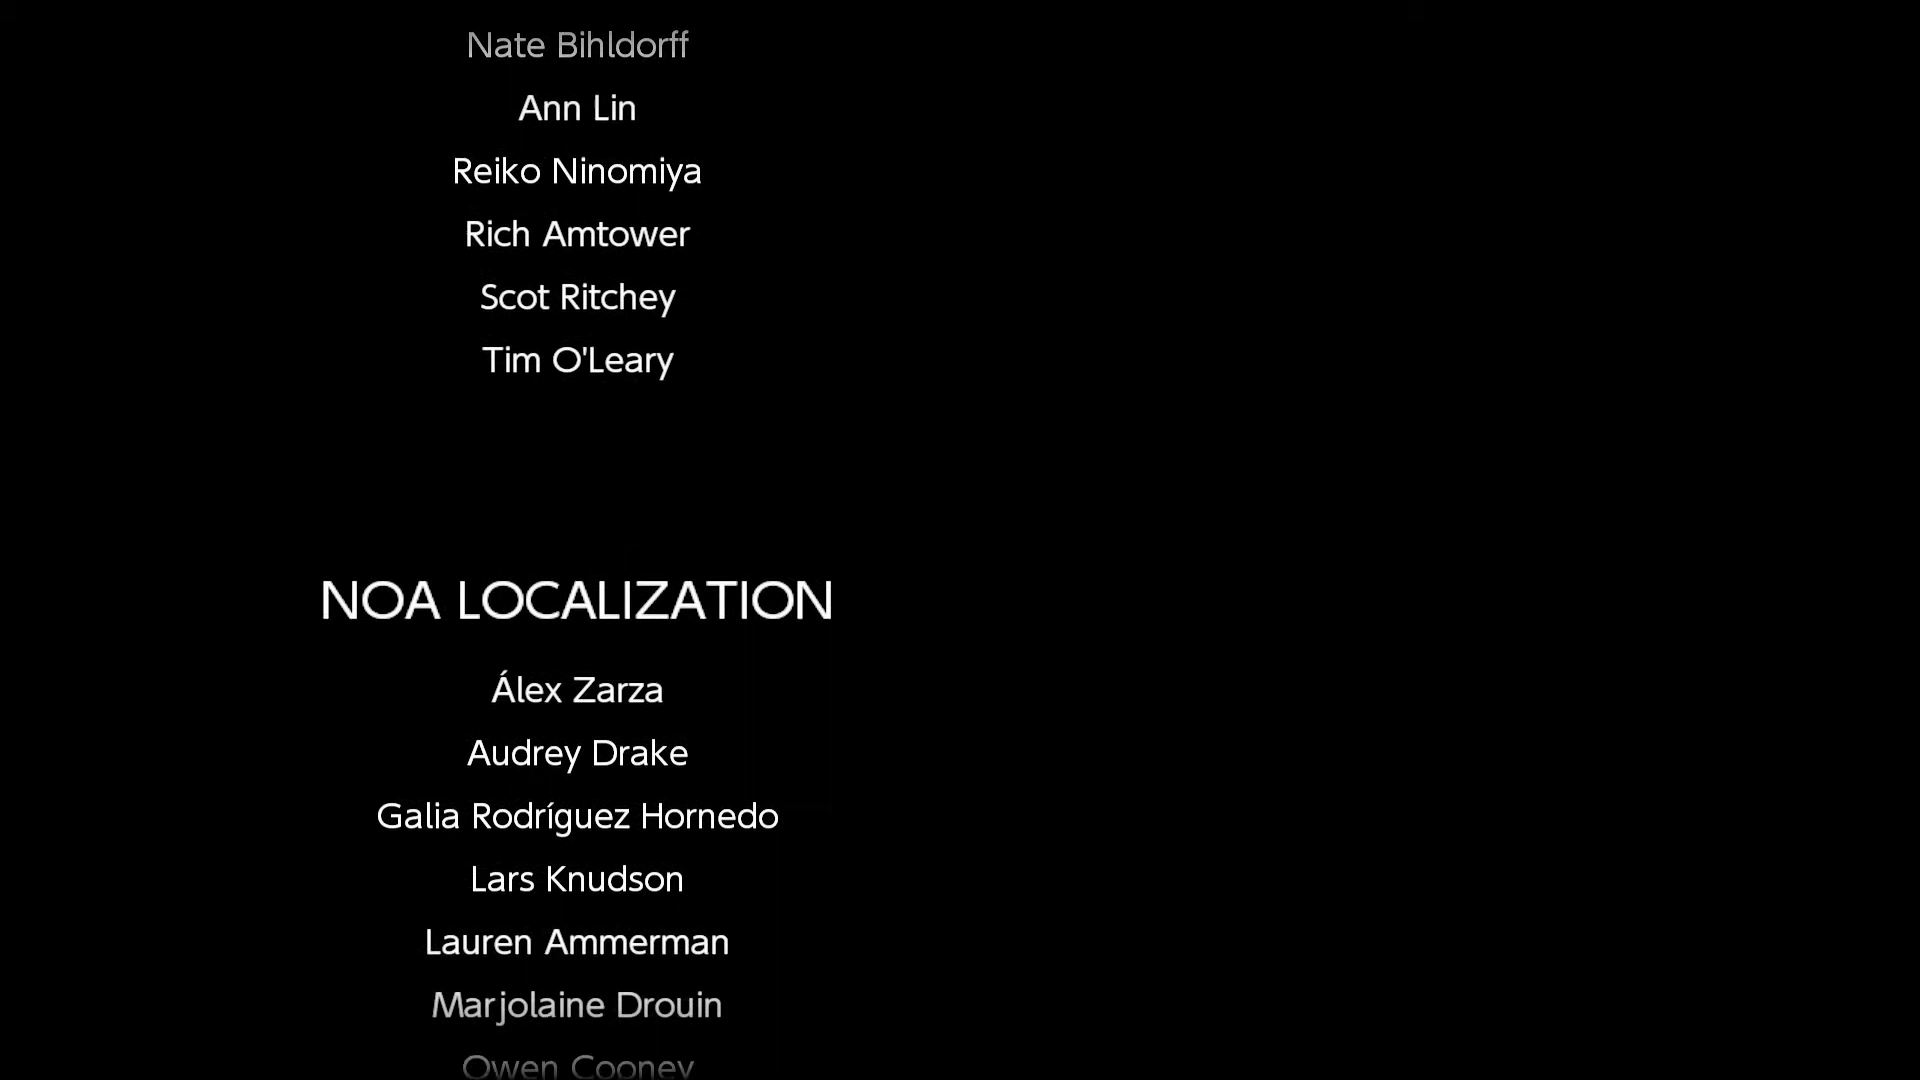 Nate Bihldorff
Ann Lin
Reiko Ninomiya
Rich Amtower
Scot Ritchey
Tim O'Leary
NOA LOCALIZATION
Álex Zarza
Audrey Drake
Galia Rodríguez Hornedo
Lars Knudson
Lauren Ammerman
Marjolaine Drouin
Owen Cooney